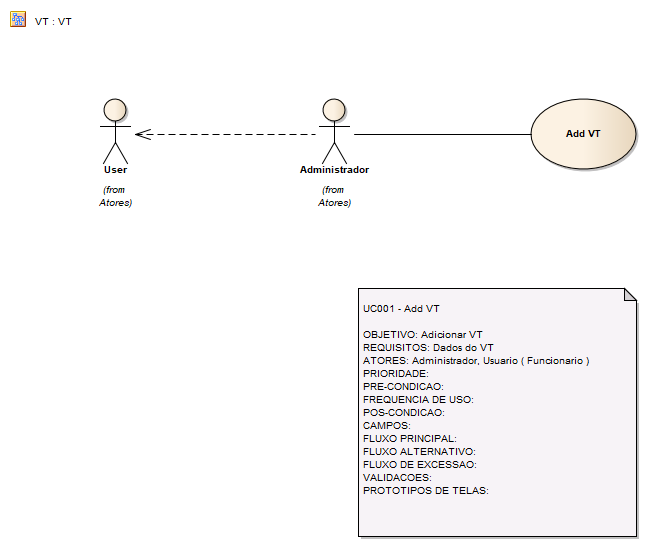 VT : VT
User
(from
Atores)
Administrador
(from
Atores)
Add VT
UC001 - Add VT
OBJETIVO: Adicionar VT
REQUISITOS: Dados do VT
ATORES: Administrador, Usuario ( Funcionario )
PRIORIDADE:
PRE-CONDICAO:
FREQUENCIA DE USO:
POS-CONDICAO:
CAMPOS:
FLUXO PRINCIPAL:
FLUXO ALTERNATIVO:
FLUXO DE EXCESSAO:
VALIDACOES:
PROTOTIPOS DE TELAS: